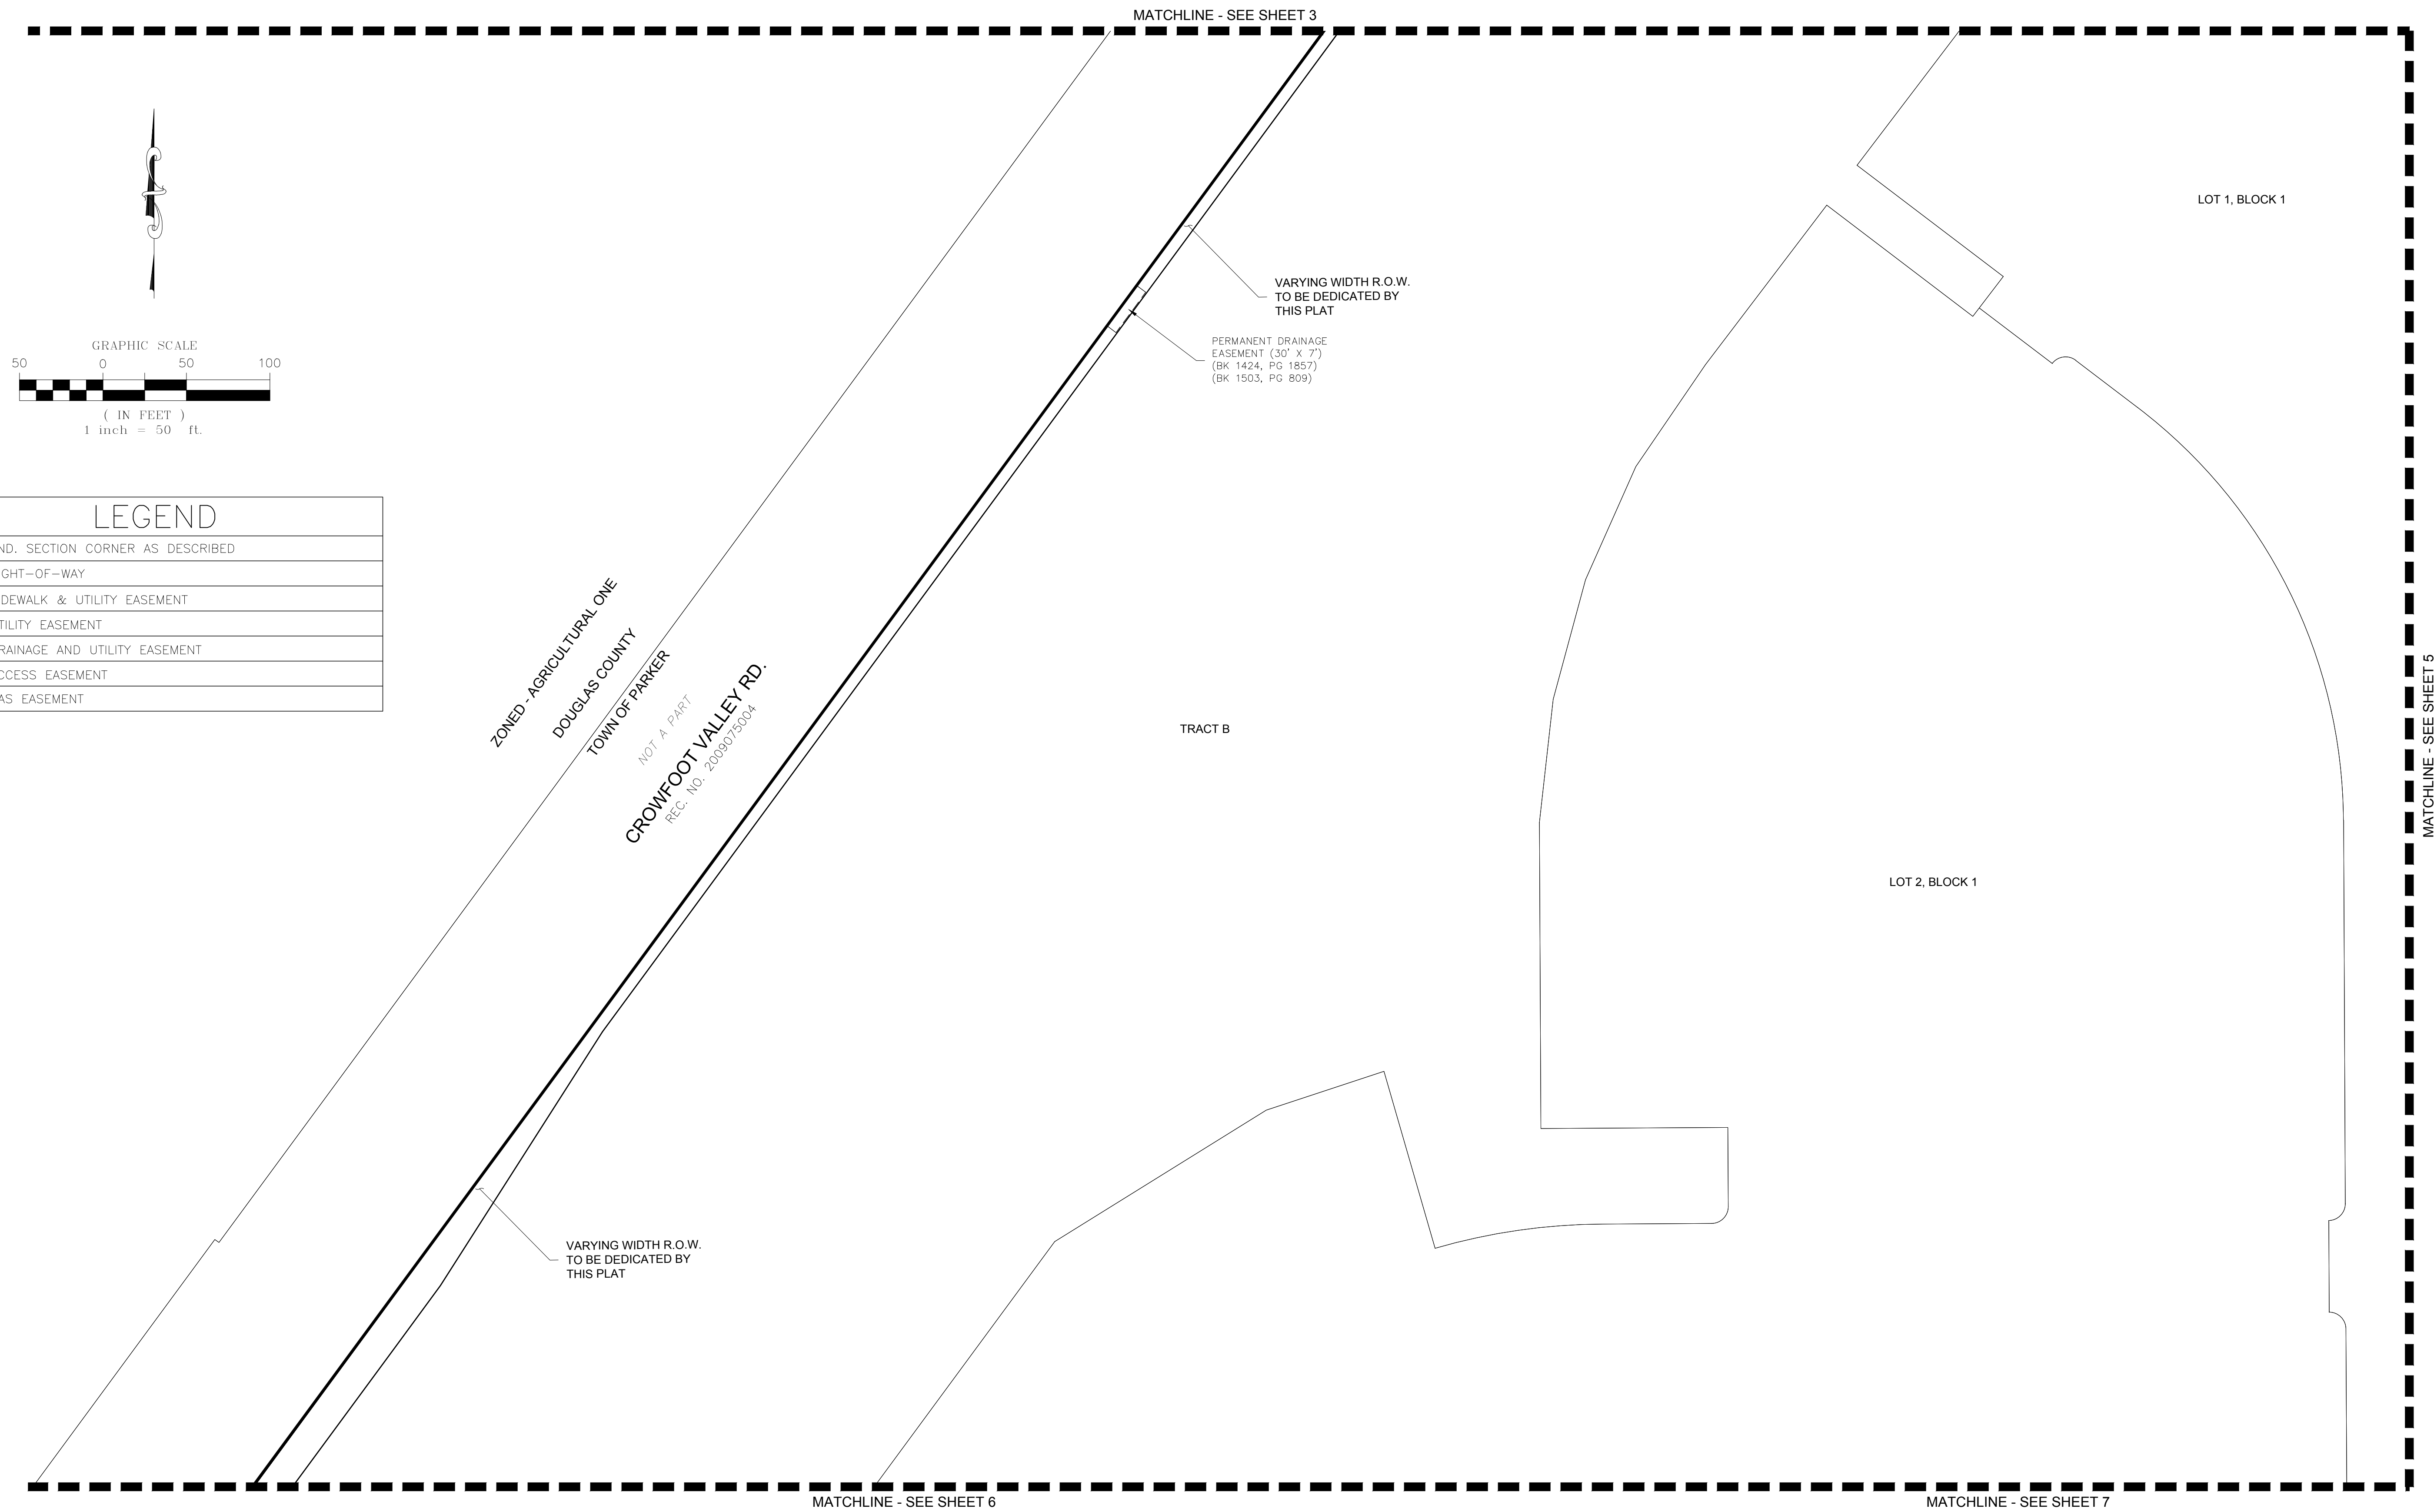 MATCHLINE - SEE SHEET 3
LOT 1, BLOCK 1
VARYING WIDTH R.O.W.
TO BE DEDICATED BY
THIS PLAT
PERMANENT DRAINAGE
EASEMENT (30' X 7')
(BK 1424, PG 1857)
(BK 1503, PG 809)
GRAPHIC SCALE
50 0 50 100
( IN FEET )
1 inch = 50 ft.
LEGEND
ND. SECTION CORNER AS DESCRIBED
GHT-OF-WAY
DEWALK & UTILITY EASEMENT
TILITY EASEMENT
RAINAGE AND UTILITY EASEMENT
CCESS EASEMENT
AS EASEMENT
ZONED - AGRICULTURAL ONE
DOUGLAS COUNTY
TOWN OF PARKER
NOT A PART
CROWFOOT VALLEY RD.
REC. NO. 2009075004
TRACT B
LOT 2, BLOCK 1
MATCHLINE - SEE SHEET 5
VARYING WIDTH R.O.W.
TO BE DEDICATED BY
THIS PLAT
MATCHLINE - SEE SHEET 6
MATCHLINE - SEE SHEET 7